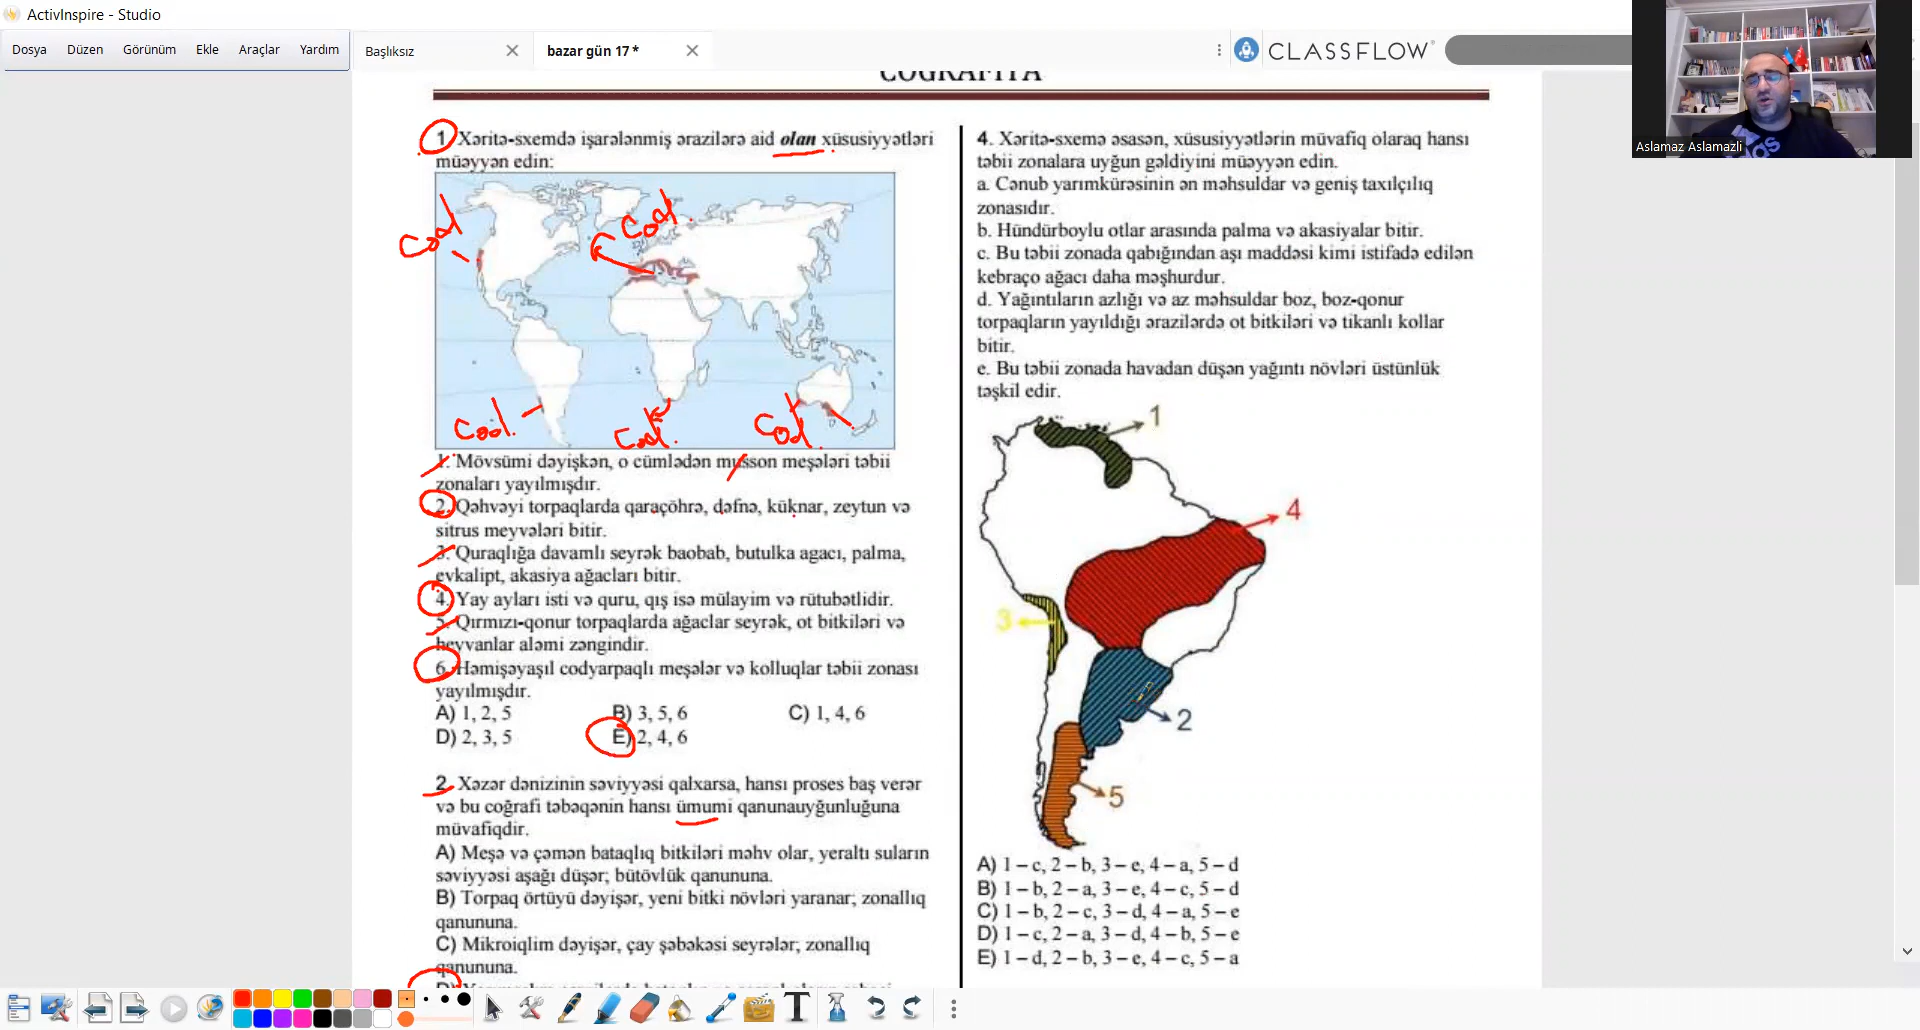 ActivInspire - Studio
Dosya Düzen Görünüm Ekle Araçlar Yardım
Başlıksız
bazar gün 17 *
CLASSFLOW
Aslamaz Aslamazli
COĞRAFİYA
1. Xəritə-sxemdə işarələnmiş ərazilərə aid olan xüsusiyyətləri
müəyyən edin:
Cod
Cod
Cod
Cod
Cod
1. Mövsümi dəyişkən, o cümlədən musson meşələri təbii
zonaları yayılmışdır.
2. Qəhvəyi torpaqlarda qaraçöhrə, dəfnə, küknar, zeytun və
sitrus meyvələri bitir.
3. Quraqlığa davamlı seyrək baobab, butulka agacı, palma,
evkalipt, akasiya ağacları bitir.
4. Yay ayları isti və quru, qış isə mülayim və rütubətlidir.
5. Qırmızı-qonur torpaqlarda ağaclar seyrək, ot bitkiləri və
heyvanlar aləmi zəngindir.
6. Həmişəyaşıl codyarpaqlı meşələr və kolluqlar təbii zonası
yayılmışdır.
A) 1, 2, 5 B) 3, 5, 6 C) 1, 4, 6
D) 2, 3, 5 E) 2, 4, 6
2. Xəzər dənizinin səviyyəsi qalxarsa, hansı proses baş verər
və bu coğrafi təbəqənin hansı ümumi qanunauyğunluğuna
müvafiqdir.
A) Meşə və çəmən bataqlıq bitkiləri məhv olar, yeraltı suların
səviyyəsi aşağı düşər; bütövlük qanununa.
B) Torpaq örtüyü dəyişər, yeni bitki növləri yaranar; zonallıq
qanununa.
C) Mikroiqlim dəyişər, çay şəbəkəsi seyrələr; zonallıq
qanununa.
4. Xəritə-sxemə əsasən, xüsusiyyətlərin müvafiq olaraq hansı
təbii zonalara uyğun gəldiyini müəyyən edin.
a. Cənub yarımkürəsinin ən məhsuldar və geniş taxılçılıq
zonasıdır.
b. Hündürboylu otlar arasında palma və akasiyalar bitir.
c. Bu təbii zonada qabığından aşı maddəsi kimi istifadə edilən
kebraço ağacı daha məşhurdur.
d. Yağıntıların azlığı və az məhsuldar boz, boz-qonur
torpaqların yayıldığı ərazilərdə ot bitkiləri və tikanlı kollar
bitir.
e. Bu təbii zonada havadan düşən yağıntı növləri üstünlük
təşkil edir.
1
4
3
2
5
A) 1 – c, 2 – b, 3 – e, 4 – a, 5 – d
B) 1 – b, 2 – a, 3 – e, 4 – c, 5 – d
C) 1 – b, 2 – c, 3 – d, 4 – a, 5 – e
D) 1 – c, 2 – a, 3 – d, 4 – b, 5 – e
E) 1 – d, 2 – b, 3 – e, 4 – c, 5 – a